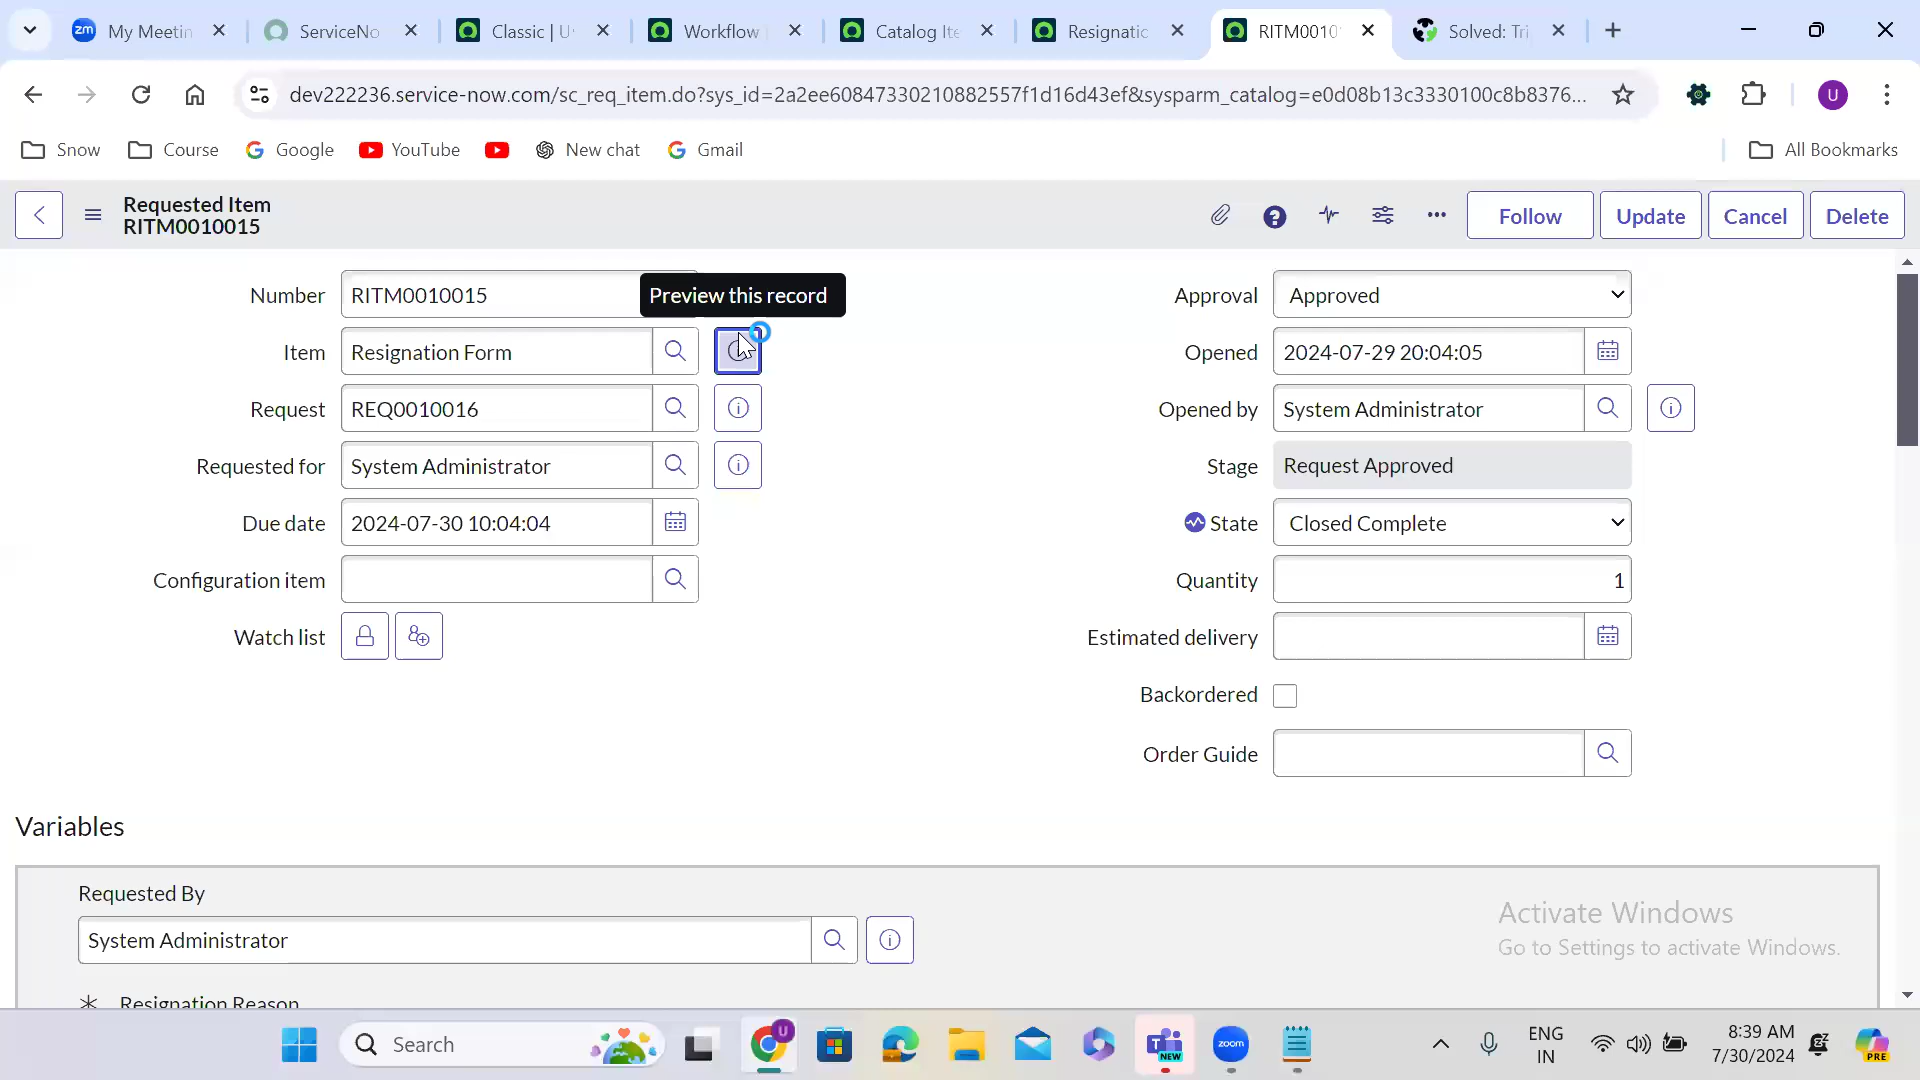 My Meetin
ServiceNo
Classic | U
Workflow
Catalog Ite
Resignatic
RITM0010
Solved: Tri
dev222236.service-now.com/sc_req_item.do?sys_id=2a2ee60847330210882557f1d16d43ef&sysparm_catalog=e0d08b13c3330100c8b8376...
U
Snow
Course
Google
YouTube
New chat
Gmail
All Bookmarks
Requested Item
RITM0010015
Follow
Update
Cancel
Delete
Number
RITM0010015
Preview this record
Approval
Approved
Item
Resignation Form
Opened
2024-07-29 20:04:05
Request
REQ0010016
Opened by
System Administrator
Requested for
System Administrator
Stage
Request Approved
Due date
2024-07-30 10:04:04
State
Closed Complete
Configuration item
Quantity
1
Watch list
Estimated delivery
Backordered
Order Guide
Variables
Requested By
System Administrator
Activate Windows
Go to Settings to activate Windows.
Resignation Reason
Search
U
NEW
zoom
ENG
IN
8:39 AM
7/30/2024
PRE